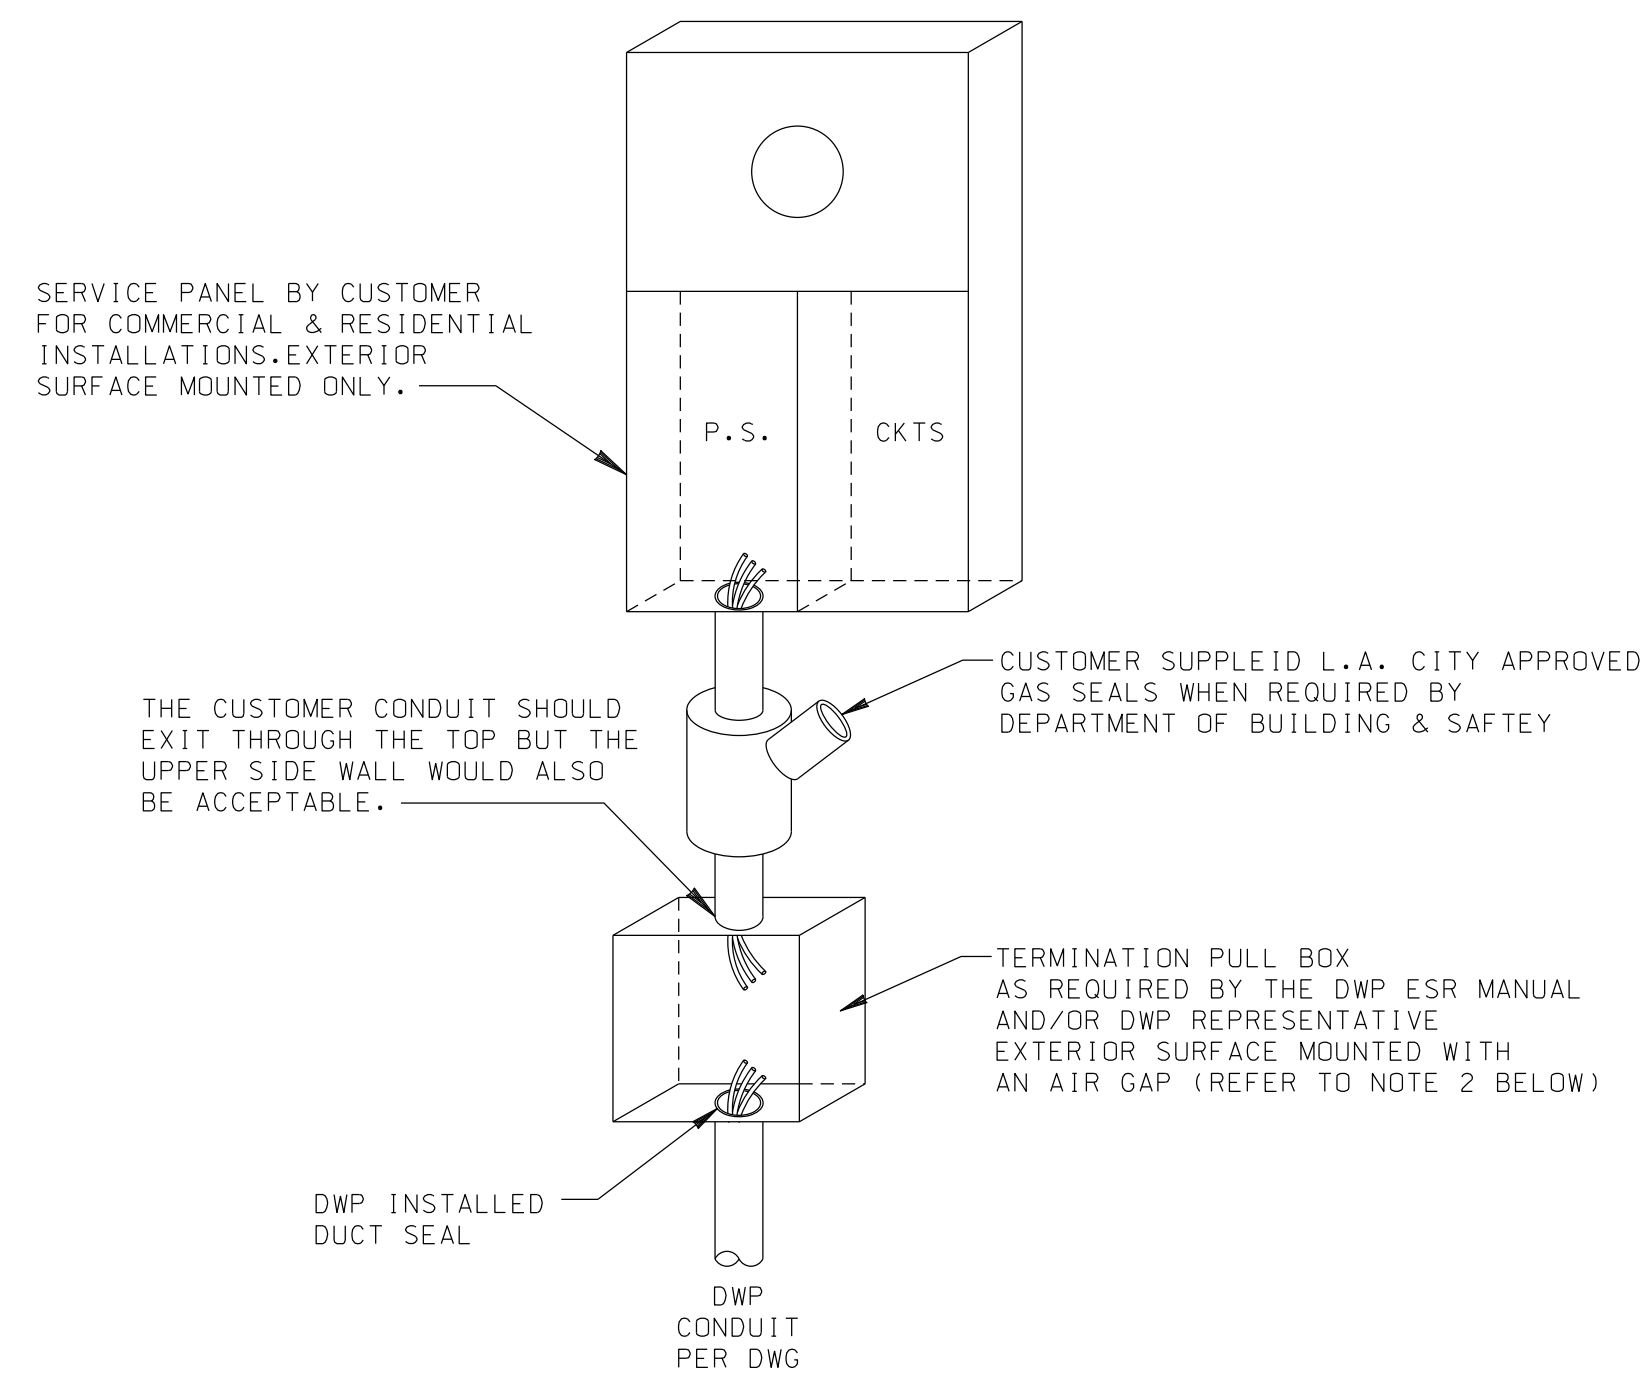 SERVICE PANEL BY CUSTOMER
FOR COMMERCIAL & RESIDENTIAL
INSTALLATIONS.EXTERIOR
SURFACE MOUNTED ONLY.
P.S.
CKTS
CUSTOMER SUPPLEID L.A. CITY APPROVED
GAS SEALS WHEN REQUIRED BY
DEPARTMENT OF BUILDING & SAFTEY
THE CUSTOMER CONDUIT SHOULD
EXIT THROUGH THE TOP BUT THE
UPPER SIDE WALL WOULD ALSO
BE ACCEPTABLE.
TERMINATION PULL BOX
AS REQUIRED BY THE DWP ESR MANUAL
AND/OR DWP REPRESENTATIVE
EXTERIOR SURFACE MOUNTED WITH
AN AIR GAP (REFER TO NOTE 2 BELOW)
DWP INSTALLED
DUCT SEAL
DWP
CONDUIT
PER DWG